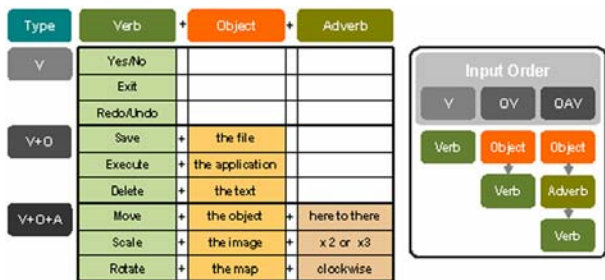 Type Verb + Object + Adverb
V Yes/No
Exit
Redo/Undo
V+O Save + the file
Execute + the application
Delete + the text
V+O+A Move + the object + here to there
Scale + the image + x 2 or x3
Rotate + the map + clockwise
Input Order
V OV OAV
Verb Object Object
Verb Adverb
Verb